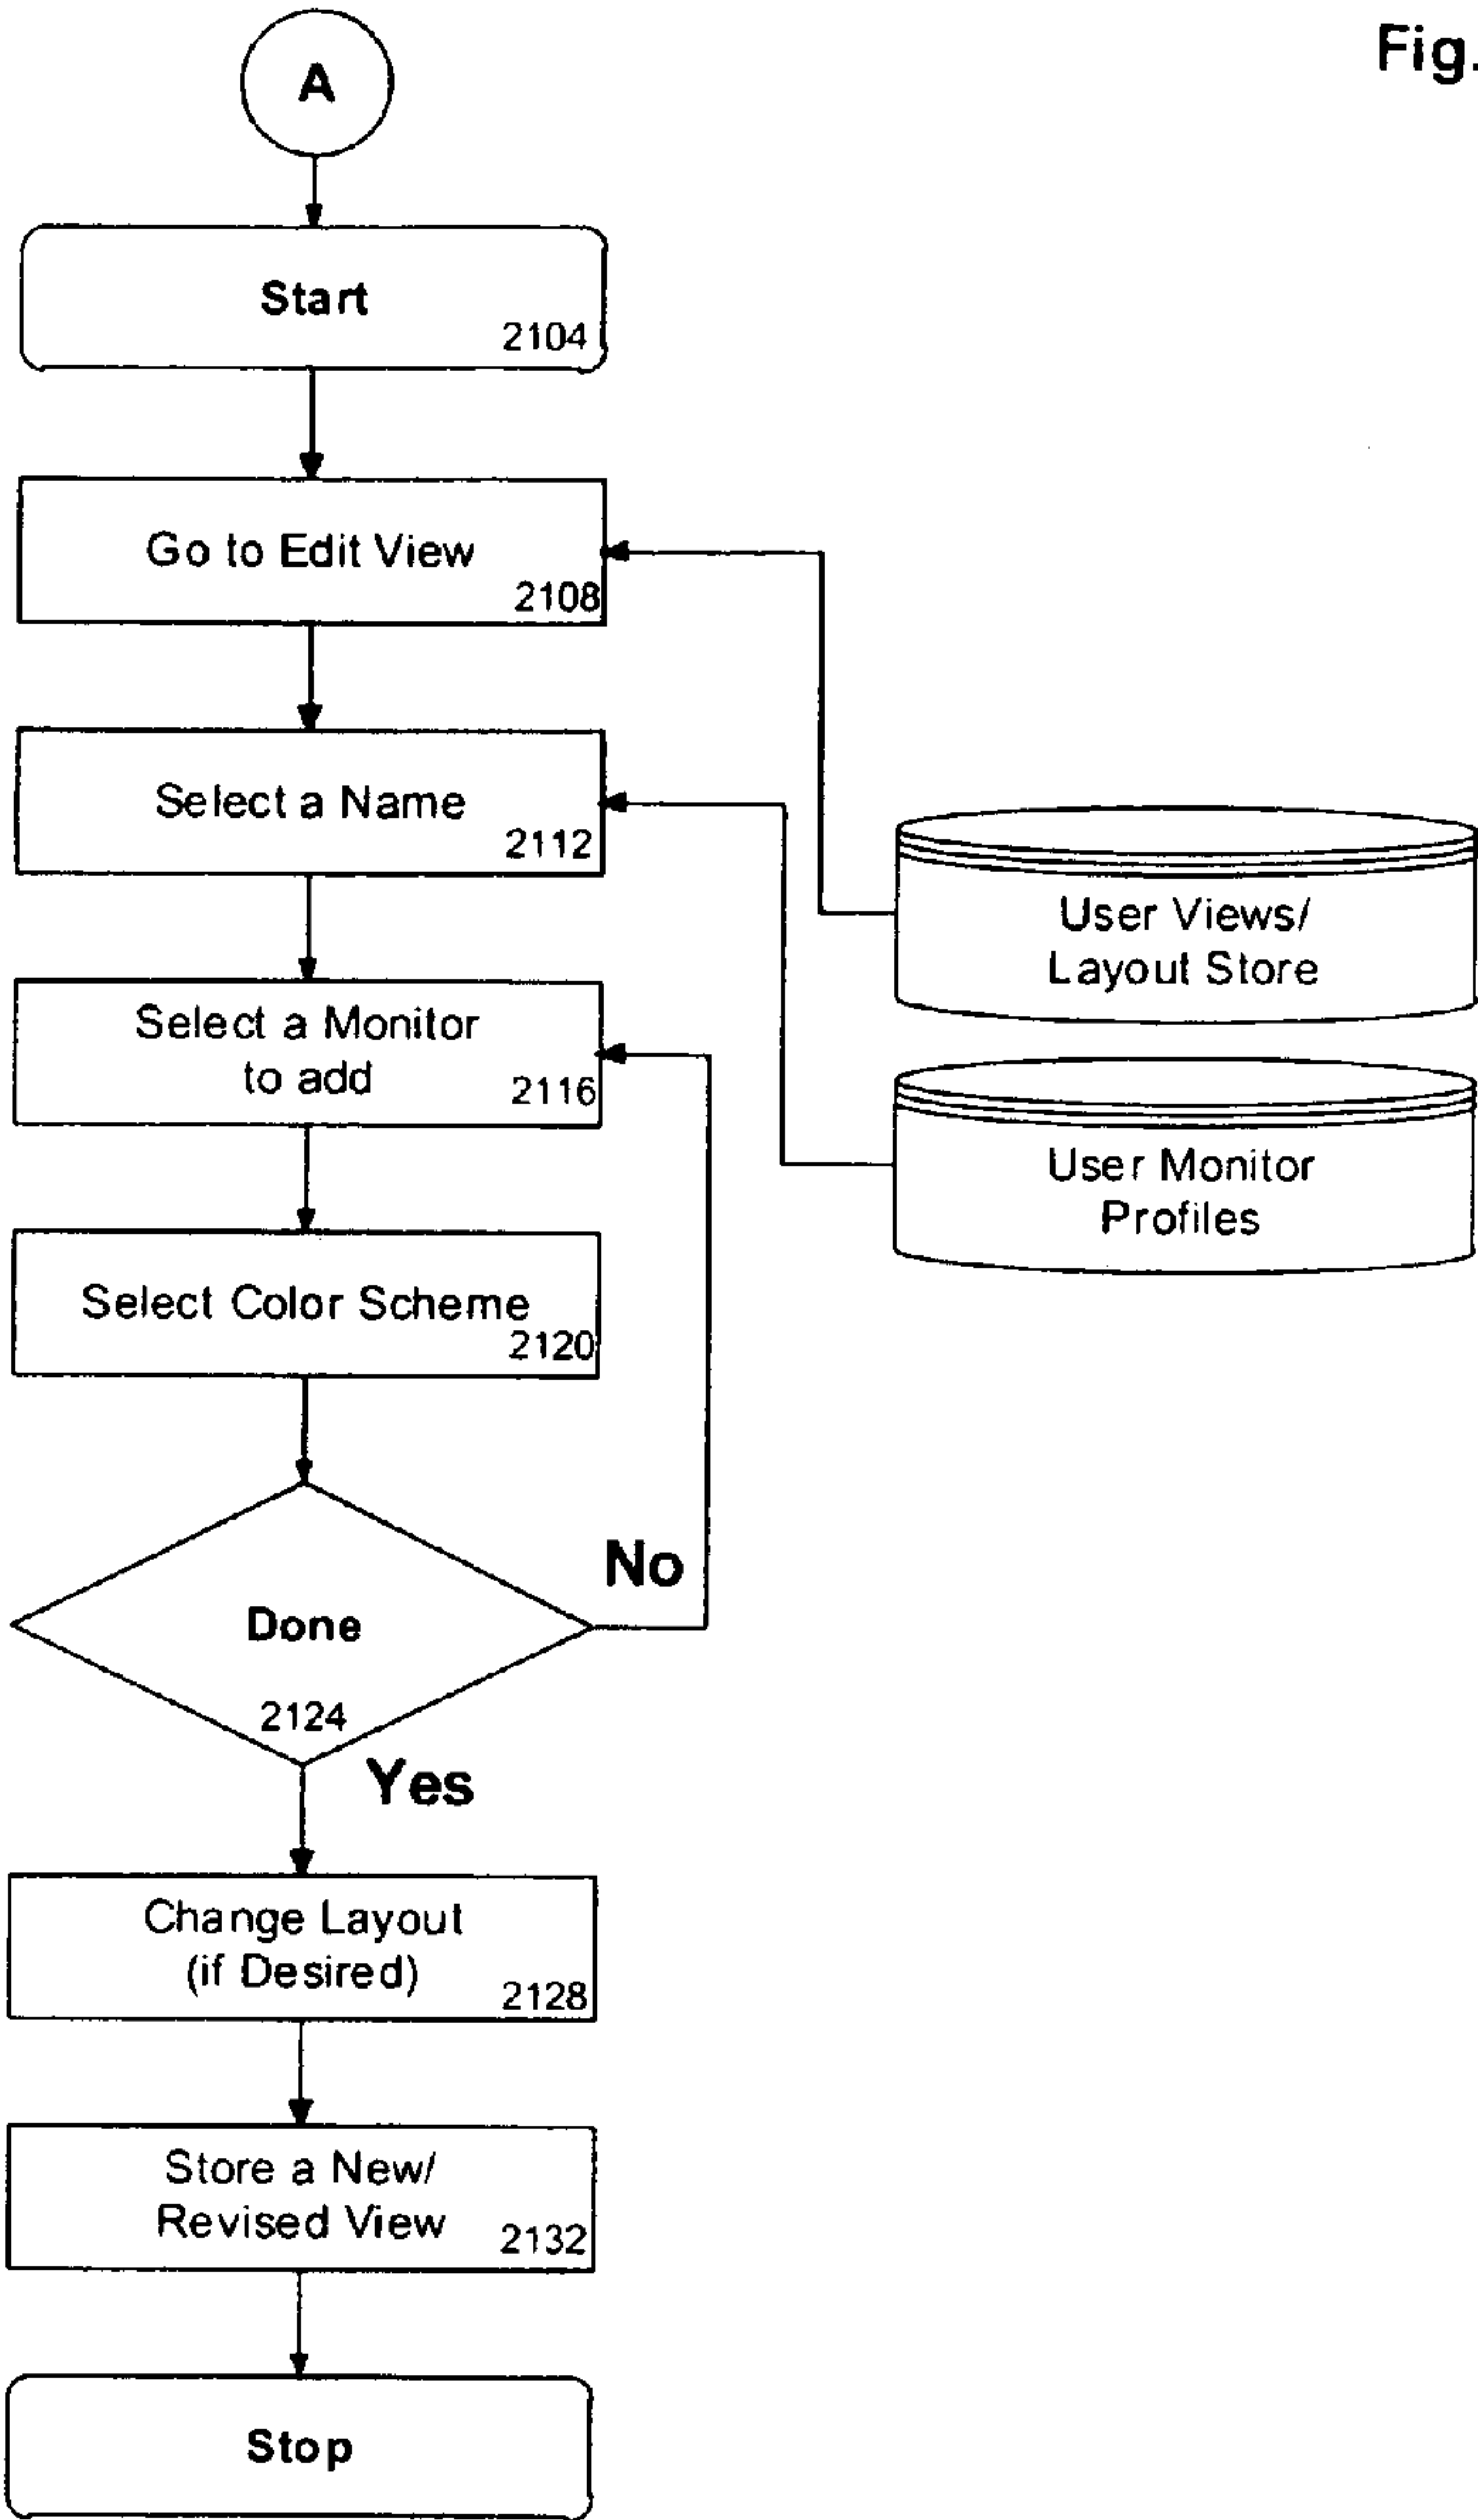 Fig.
A
Start
2104
Go to Edit View
2108
Select a Name
2112
User Views/
Layout Store
Select a Monitor
to add
2116
User Monitor
Profiles
Select Color Scheme
2120
No
Done
2124
Yes
Change Layout
(if Desired)
2128
Store a New/
Revised View
2132
Stop